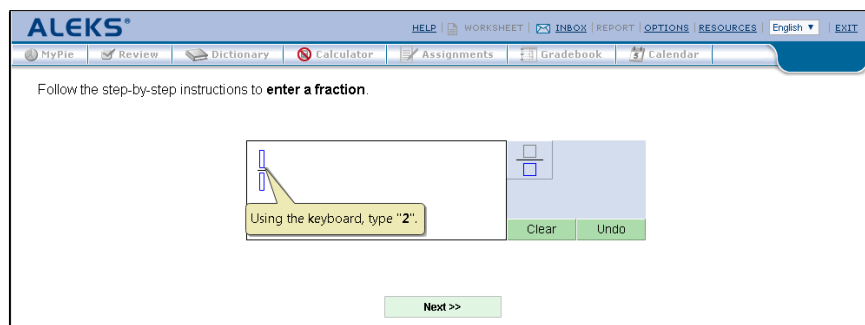 ALEKS®
HELP | WORKSHEET | INBOX | REPORT | OPTIONS | RESOURCES | English ▼ | EXIT
MyPie Review Dictionary Calculator Assignments Gradebook 5 Calendar
Follow the step-by-step instructions to enter a fraction.
Using the keyboard, type "2".
Clear Undo
Next >>